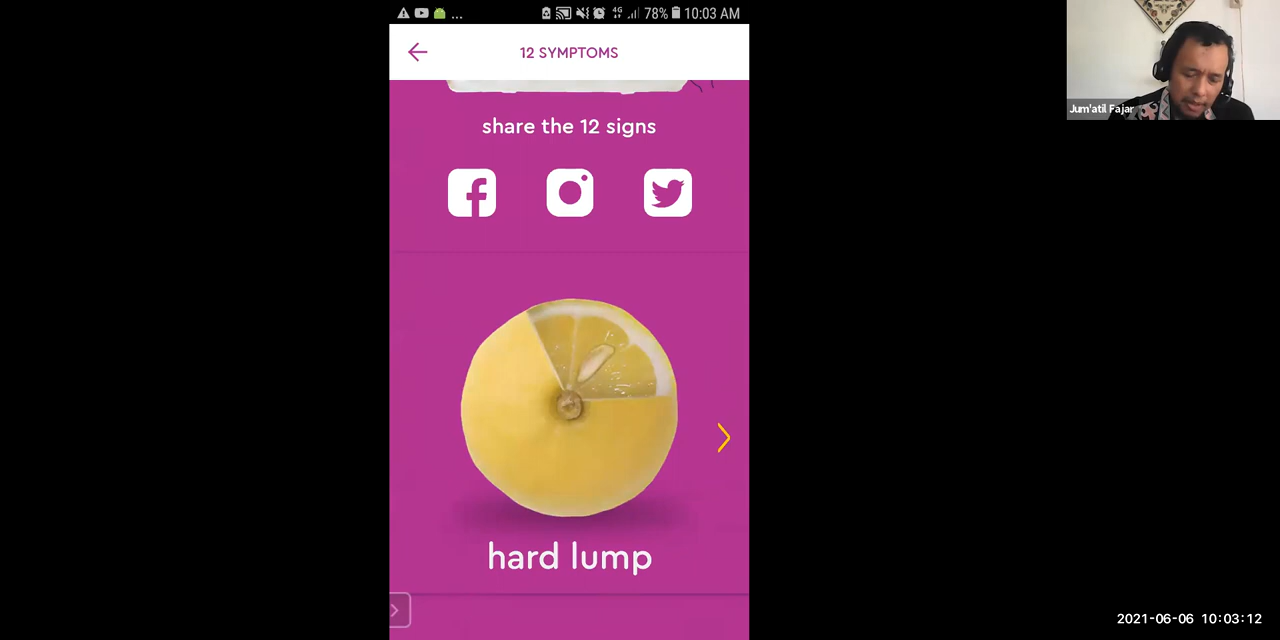 ... 4G 78% 10:03 AM
12 SYMPTOMS
share the 12 signs
hard lump
Jum'atil Fajar
2021-06-06 10:03:12